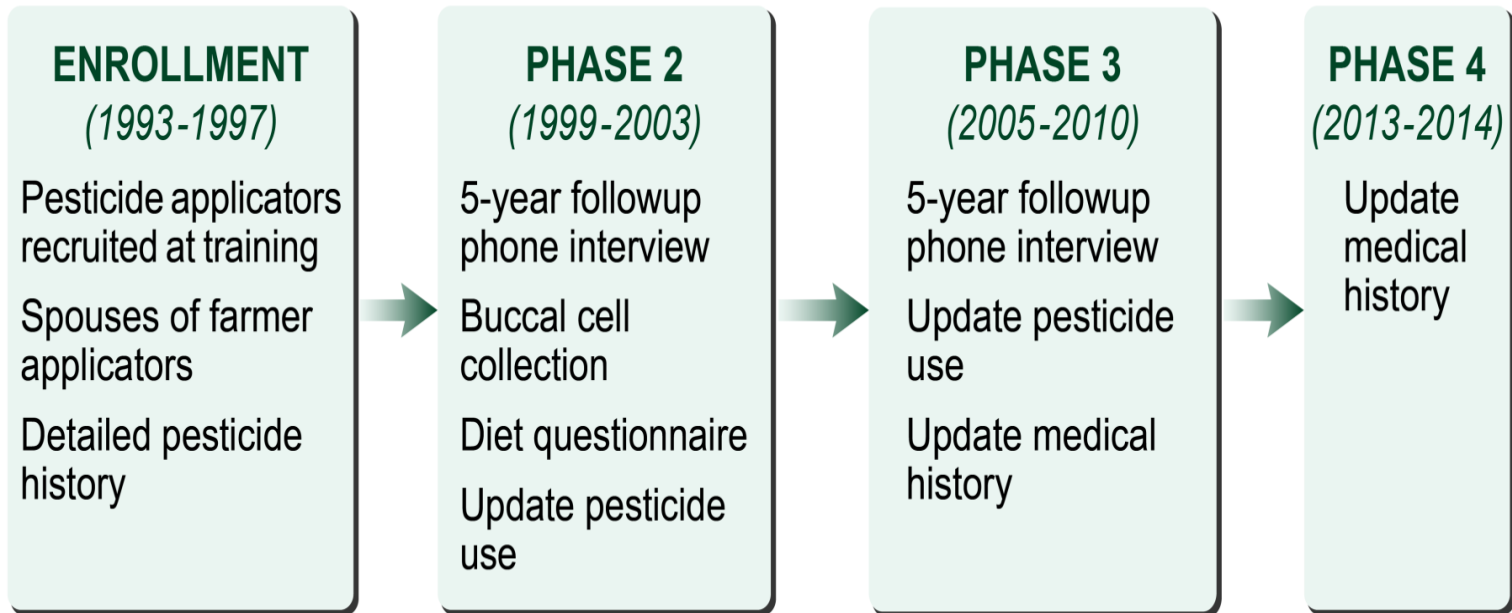 ENROLLMENT
(1993-1997)
Pesticide applicators
recruited at training
Spouses of farmer
applicators
Detailed pesticide
history
PHASE 2
(1999-2003)
5-year followup
phone interview
Buccal cell
collection
Diet questionnaire
Update pesticide
use
PHASE 3
(2005-2010)
5-year followup
phone interview
Update pesticide
use
Update medical
history
PHASE 4
(2013-2014)
Update
medical
history